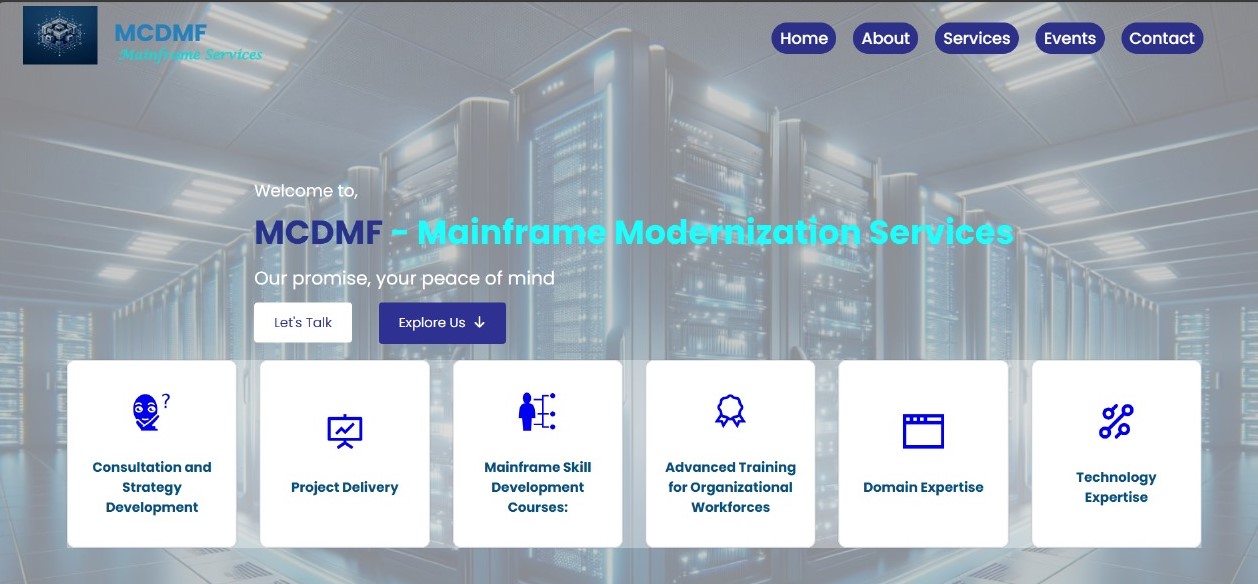 MCDMF
Mainframe Services
Home About Services Events Contact
Welcome to,
MCDMF - Mainframe Modernization Services
Our promise, your peace of mind
Let's Talk
Explore Us ↓
?
Consultation and
Strategy
Development
Project Delivery
Mainframe Skill
Development
Courses:
Advanced Training
for Organizational
Workforces
Domain Expertise
Technology
Expertise